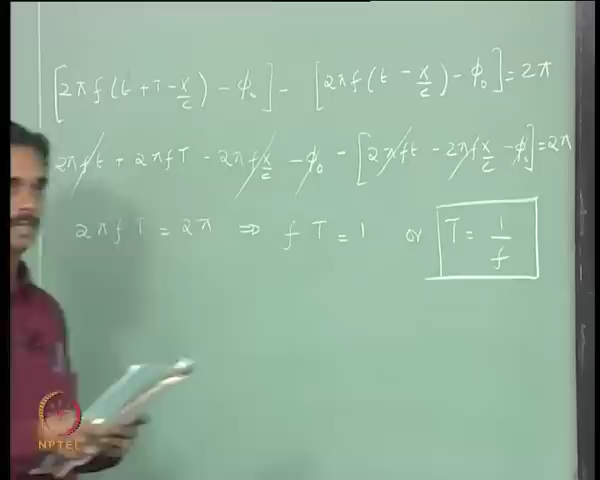 [2πf(t + T − x/c) − ϕ₀] − [2πf(t − x/c) − ϕ₀] = 2π
2πft + 2πfT − 2πf x/c − ϕ₀ − [2πft − 2πf x/c − ϕ₀] = 2π
2πfT = 2π ⇒ fT = 1 or T = 1/f
NPTEL